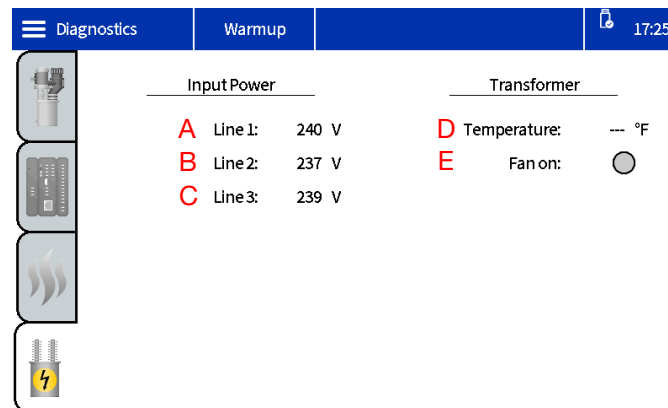 Diagnostics Warmup 17:25
Input Power
A Line 1: 240 V
B Line 2: 237 V
C Line 3: 239 V
Transformer
D Temperature: --- °F
E Fan on: